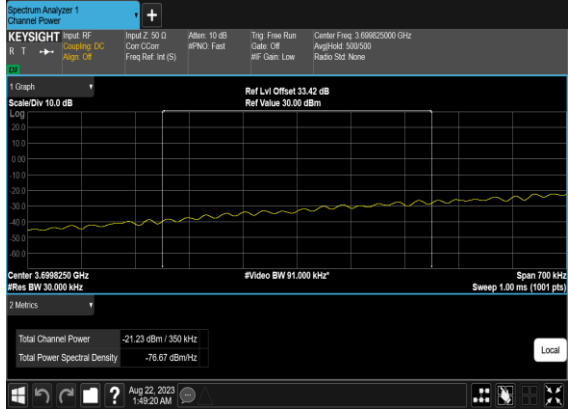 Spectrum Analyzer 1
Channel Power
+
KEYSIGHT Input: RF Input Z: 50 Ω Atten: 10 dB Trig: Free Run Center Freq: 3.699825000 GHz
R T Coupling: DC Corr CCorr #PNO: Fast Gate: Off Avg|Hold: 500/500
Align: Off Freq Ref: Int (S) #IF Gain: Low Radio Std: None
1 Graph Ref Lvl Offset 33.42 dB
Scale/Div 10.0 dB Ref Value 30.00 dBm
Log
20.0
10.0
0.00
-10.0
-20.0
-30.0
-40.0
-50.0
-60.0
Center 3.6998250 GHz #Video BW 91.000 kHz* Span 700 kHz
#Res BW 30.000 kHz Sweep 1.00 ms (1001 pts)
2 Metrics
Total Channel Power -21.23 dBm / 350 kHz
Total Power Spectral Density -76.67 dBm/Hz
Local
? Aug 22, 2023
1:49:20 AM